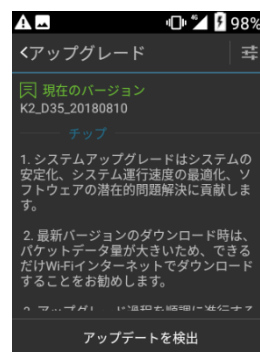 98%
アップグレード
現在のバージョン
K2_D35_20180810
チップ
1. システムアップグレードはシステムの
安定化、システム運行速度の最適化、ソ
フトウェアの潜在的問題解決に貢献しま
す。
2. 最新バージョンのダウンロード時は、
パケットデータ量が大きいため、できる
だけWi-Fiインターネットでダウンロード
することをお勧めします。
アップデートを検出